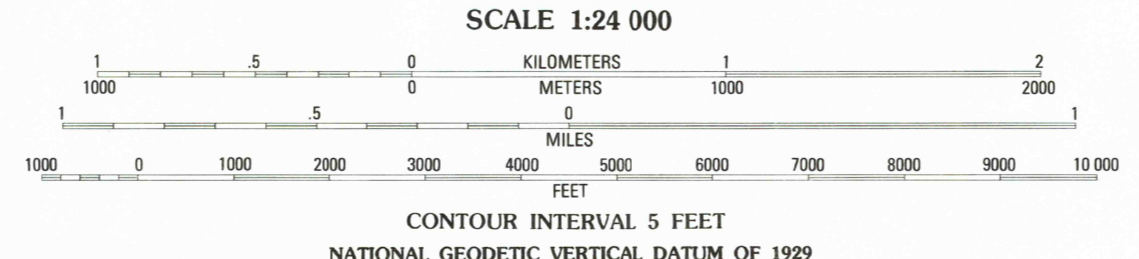 SCALE 1:24 000
1 .5 0 KILOMETERS 1 2
1000 0 METERS 1000 2000
1 .5 0 1
MILES
1000 0 1000 2000 3000 4000 5000 6000 7000 8000 9000 10 000
FEET
CONTOUR INTERVAL 5 FEET
NATIONAL GEODETIC VERTICAL DATUM OF 1929